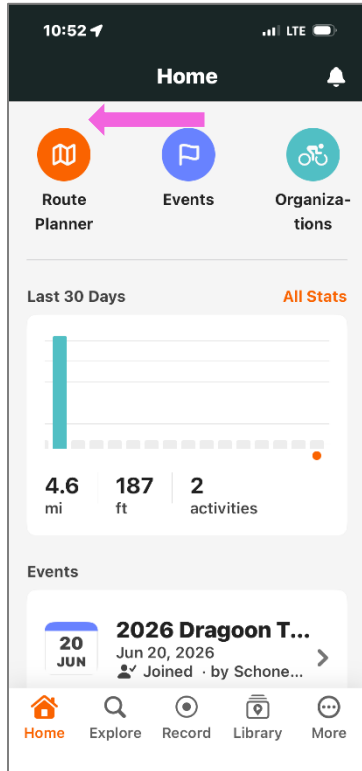 10:52
LTE
Home
Route
Planner
Events
Organiza-
tions
Last 30 Days
All Stats
4.6
mi
187
ft
2
activities
Events
20
JUN
2026 Dragoon T...
Jun 20, 2026
Joined · by Schone...
Home
Explore
Record
Library
More